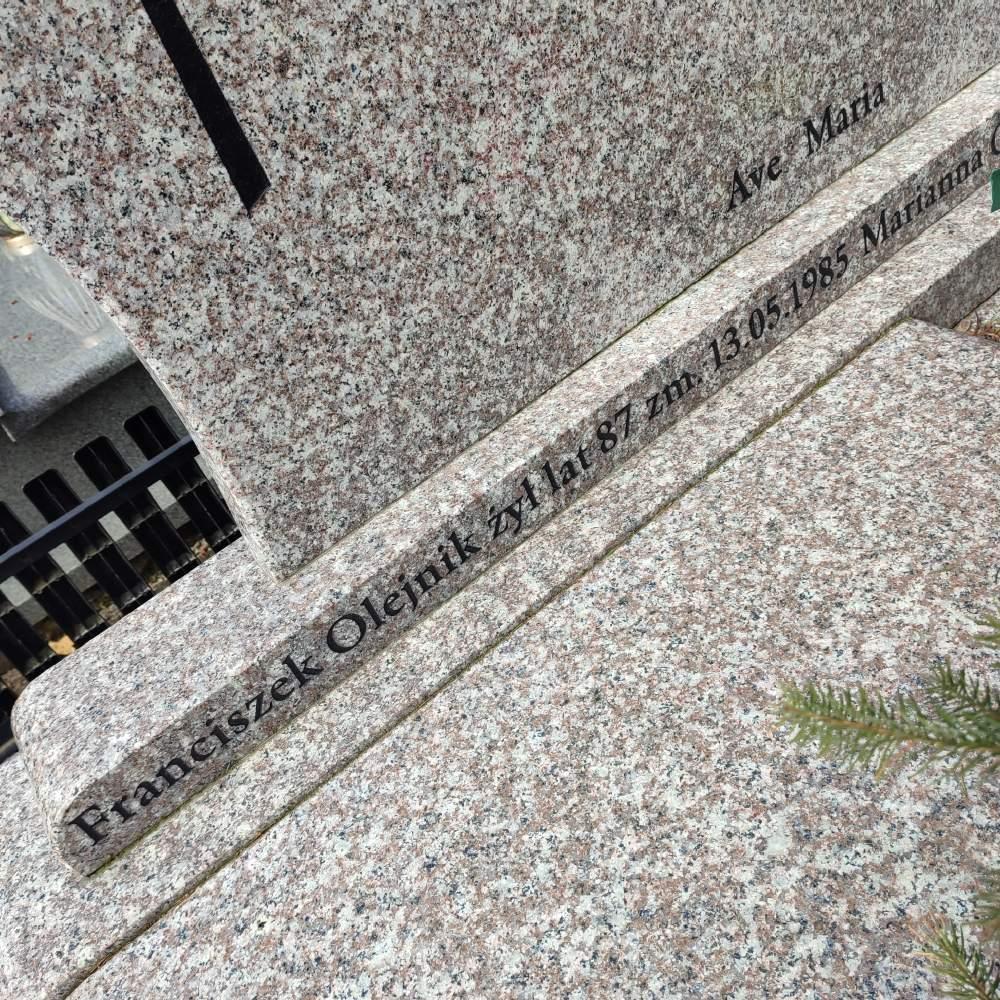 Ave Maria
Franciszek Olejnik żył lat 87 zm. 13.05.1985 Marianna